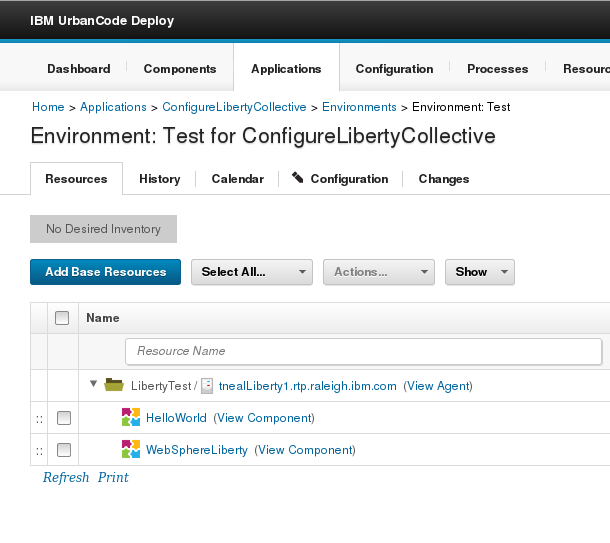 IBM UrbanCode Deploy
Dashboard Components Applications Configuration Processes Resourc
Home > Applications > ConfigureLibertyCollective > Environments > Environment: Test
Environment: Test for ConfigureLibertyCollective
Resources History Calendar Configuration Changes
No Desired Inventory
Add Base Resources Select All... Actions... Show
Name
Resource Name
LibertyTest / tnealLiberty1.rtp.raleigh.ibm.com (View Agent)
:: HelloWorld (View Component)
:: WebSphereLiberty (View Component)
Refresh Print